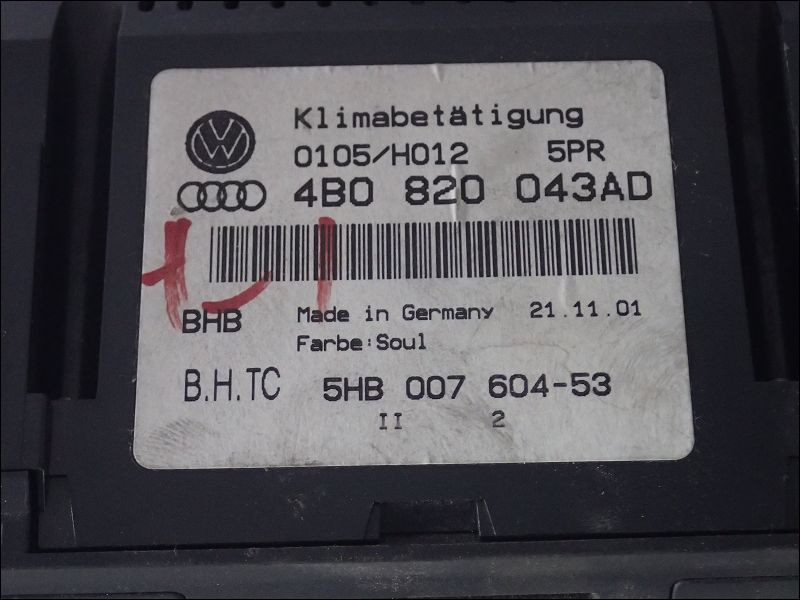 Klimabetätigung
0105/H012 5PR
4B0 820 043AD
BHB Made in Germany 21.11.01
Farbe:Soul
B.H.TC 5HB 007 604-53
II 2